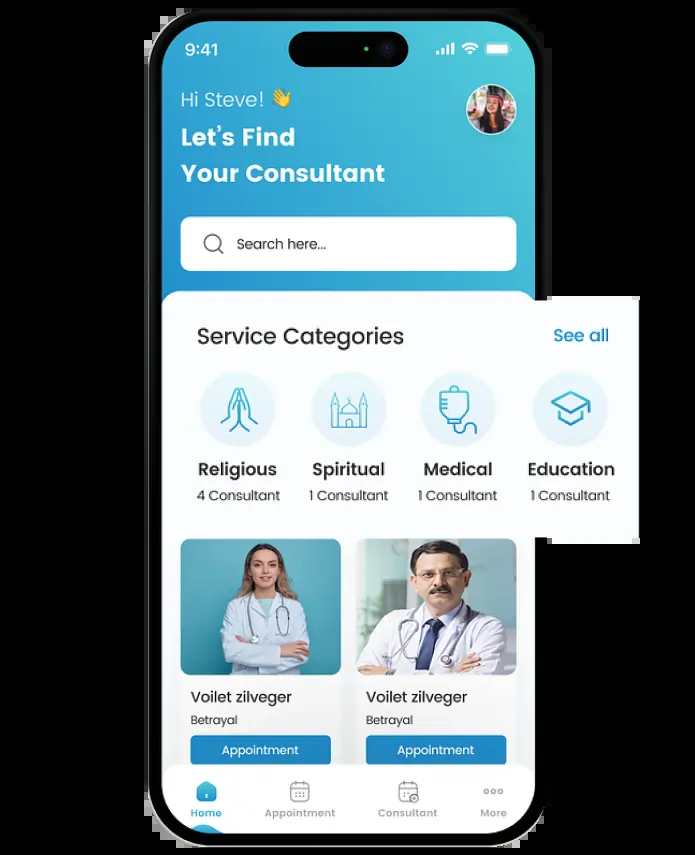 9:41
Hi Steve! 👋
Let's Find
Your Consultant
Search here...
Service Categories See all
Religious Spiritual Medical Education
4 Consultant 1 Consultant 1 Consultant 1 Consultant
Voilet zilveger Voilet zilveger
Betrayal Betrayal
Appointment Appointment
Home Appointment Consultant More